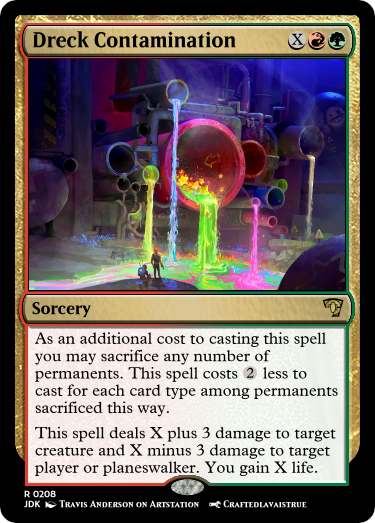 Dreck Contamination X
Sorcery
As an additional cost to casting this spell
you may sacrifice any number of
permanents. This spell costs 2 less to
cast for each card type among permanents
sacrificed this way.
This spell deals X plus 3 damage to target
creature and X minus 3 damage to target
player or planeswalker. You gain X life.
R 0208
JDK Travis Anderson on Artstation Craftedlavaistrue